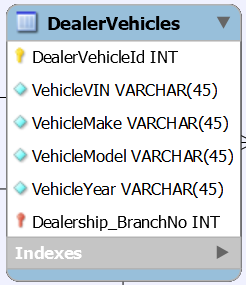 DealerVehicles
DealerVehicleId INT
VehicleVIN VARCHAR(45)
VehicleMake VARCHAR(45)
VehicleModel VARCHAR(45)
VehicleYear VARCHAR(45)
Dealership_BranchNo INT
Indexes